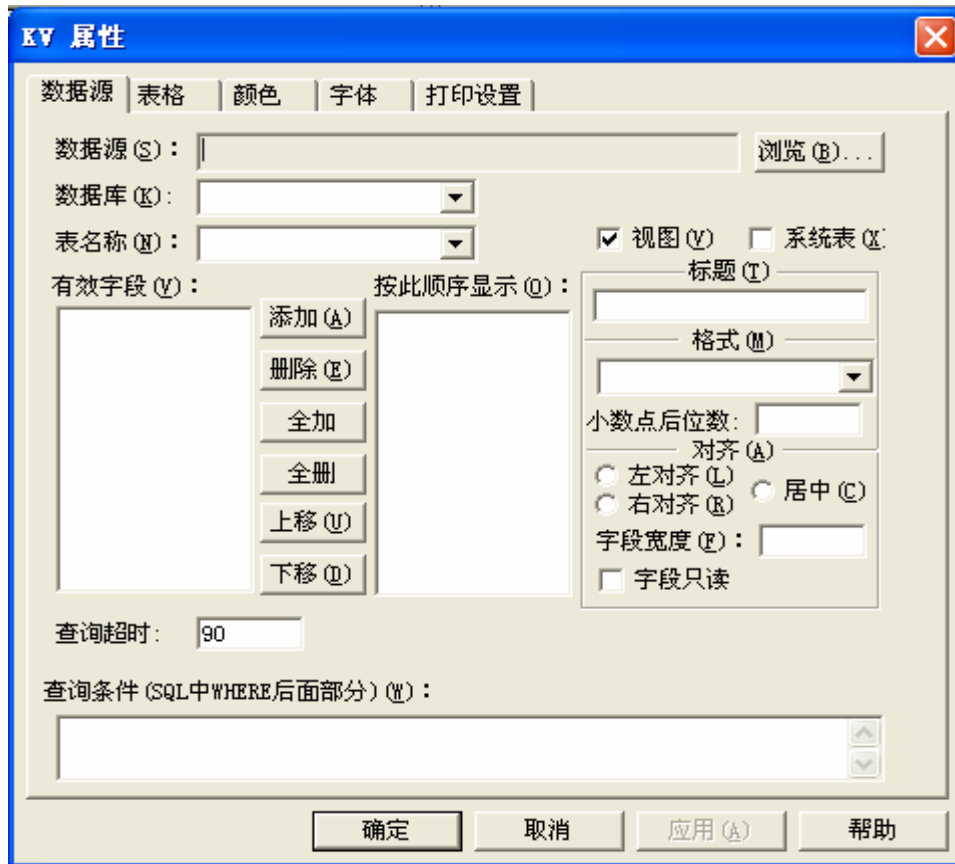 KV 属性
数据源 表格 颜色 字体 打印设置
数据源(S)： 浏览(B)...
数据库(K):
表名称(N)： 视图(V) 系统表(X)
有效字段(V)： 按此顺序显示(O)： 标题(T)
添加(A)
格式(M)
删除(E)
全加 小数点后位数:
对齐(A)
全删 左对齐(L) 居中(C)
右对齐(R)
上移(U) 字段宽度(F)：
下移(D) 字段只读
查询超时: 90
查询条件(SQL中WHERE后面部分)(W)：
确定 取消 应用(A) 帮助